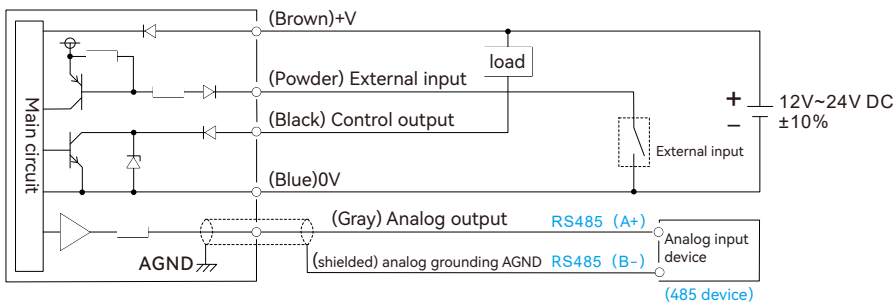 (Brown)+V
load
(Powder) External input
Main circuit
(Black) Control output
+
−
12V~24V DC
±10%
External input
(Blue)0V
(Gray) Analog output
RS485 (A+)
Analog input
device
AGND
(shielded) analog grounding AGND
RS485 (B-)
(485 device)